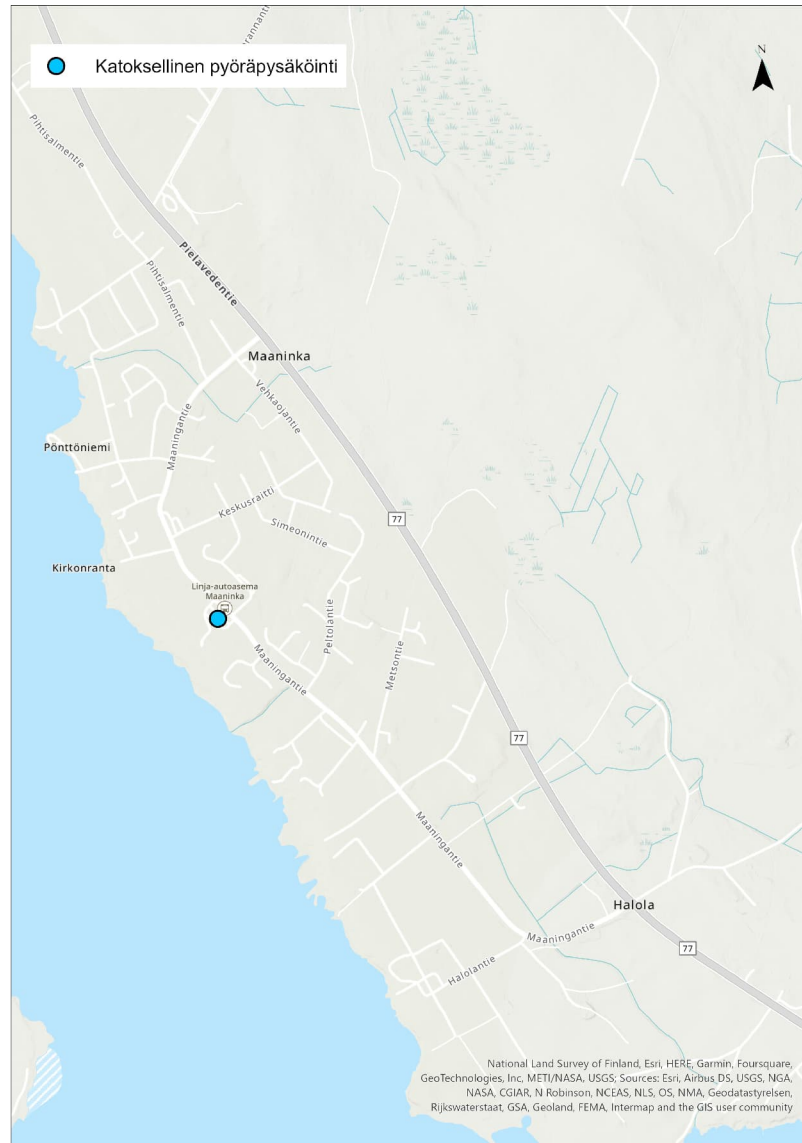 Katoksellinen pyöräpysäköinti
N
Pihtisalmentie
Pielavedentie
Pihtisalmentie
Maaninka
Vehkaojantie
Maaningantie
Pönttöniemi
Keskusraitti
Simeonintie
77
Kirkonranta
Linja-autoasema
Maaninka
Peltolantie
Metsontie
Maaningantie
77
Maaningantie
Halola
Maaningantie
77
Halolantie
National Land Survey of Finland, Esri, HERE, Garmin, Foursquare,
GeoTechnologies, Inc, METI/NASA, USGS; Sources: Esri, Airbus DS, USGS, NGA,
NASA, CGIAR, N Robinson, NCEAS, NLS, OS, NMA, Geodatastyrelsen,
Rijkswaterstaat, GSA, Geoland, FEMA, Intermap and the GIS user community